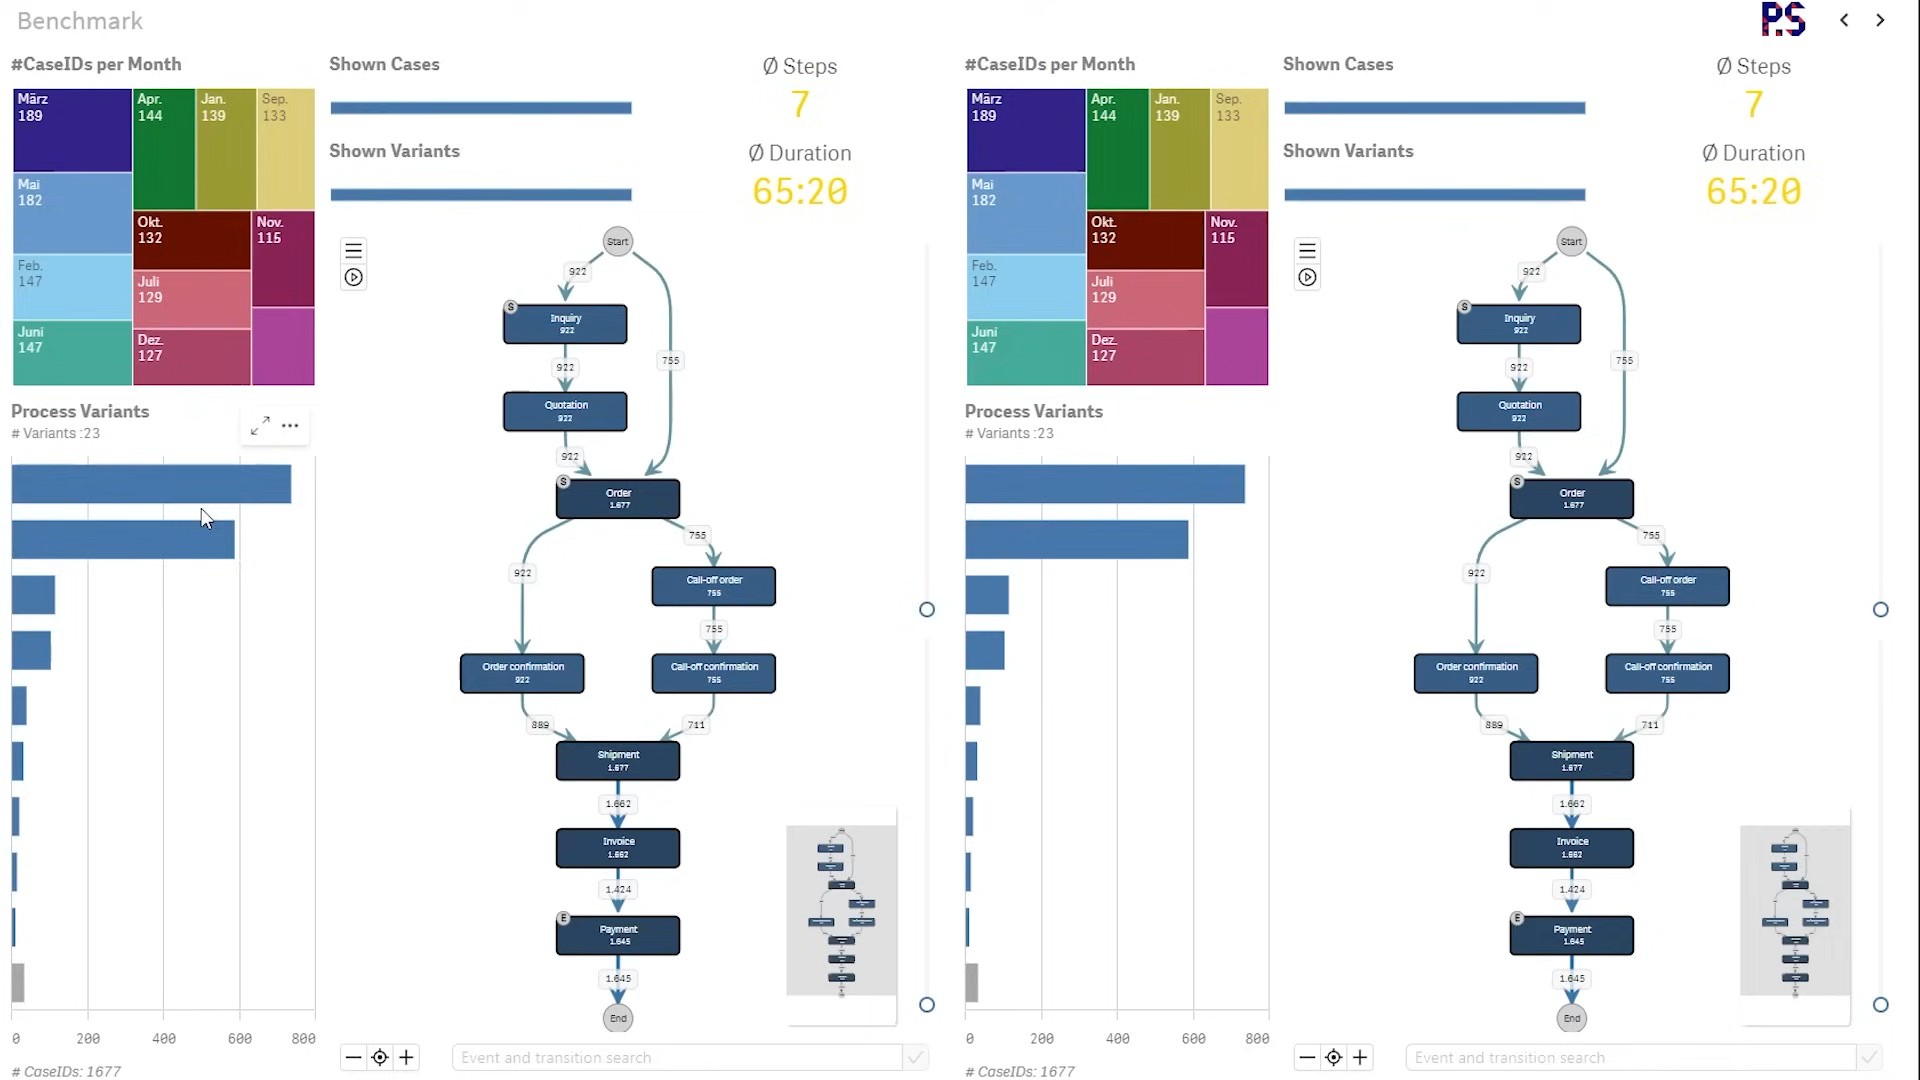 Benchmark
PS
#CaseIDs per Month
März
189
Apr.
144
Jan.
139
Sep.
133
Mai
182
Okt.
132
Nov.
115
Feb.
147
Juli
129
Juni
147
Dez.
127
Shown Cases
Shown Variants
Ø Steps
7
Ø Duration
65:20
Process Variants
# Variants :23
0 200 400 600 800
# CaseIDs: 1677
Start
922
S
Inquiry
922
922
755
Quotation
922
922
S
Order
1.677
755
922
Call-off order
755
755
Order confirmation
922
Call-off confirmation
755
889
711
Shipment
1.677
1.662
Invoice
1.662
1.424
E
Payment
1.645
1.645
End
Event and transition search
#CaseIDs per Month
März
189
Apr.
144
Jan.
139
Sep.
133
Mai
182
Okt.
132
Nov.
115
Feb.
147
Juli
129
Juni
147
Dez.
127
Shown Cases
Shown Variants
Ø Steps
7
Ø Duration
65:20
Process Variants
# Variants :23
0 200 400 600 800
# CaseIDs: 1677
Start
922
S
Inquiry
922
922
755
Quotation
922
922
S
Order
1.677
755
922
Call-off order
755
755
Order confirmation
922
Call-off confirmation
755
889
711
Shipment
1.677
1.662
Invoice
1.662
1.424
E
Payment
1.645
1.645
End
Event and transition search